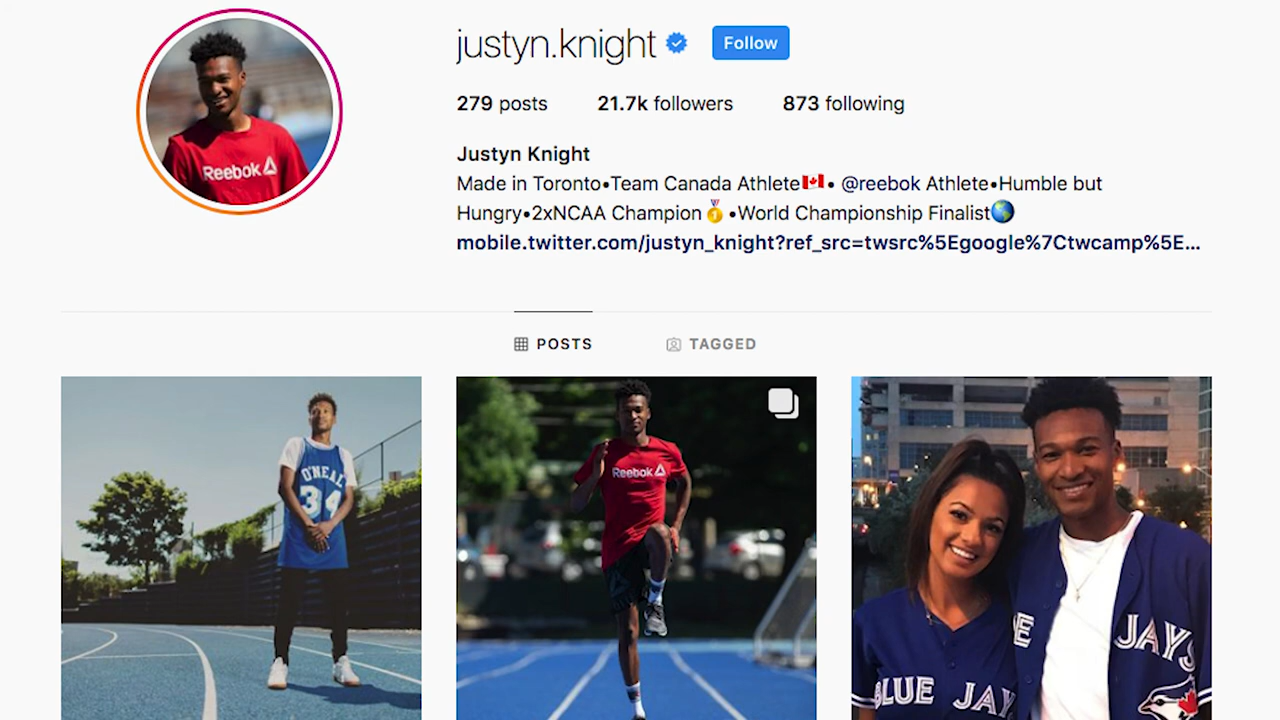 justyn.knight Follow
279 posts 21.7k followers 873 following
Justyn Knight
Made in Toronto•Team Canada Athlete🇨🇦• @reebok Athlete•Humble but
Hungry•2xNCAA Champion🥇•World Championship Finalist🌎
mobile.twitter.com/justyn_knight?ref_src=twsrc%5Egoogle%7Ctwcamp%5E...
POSTS TAGGED
Reebok
O'NEAL
34
Reebok
BLUE JAY
E JAYS